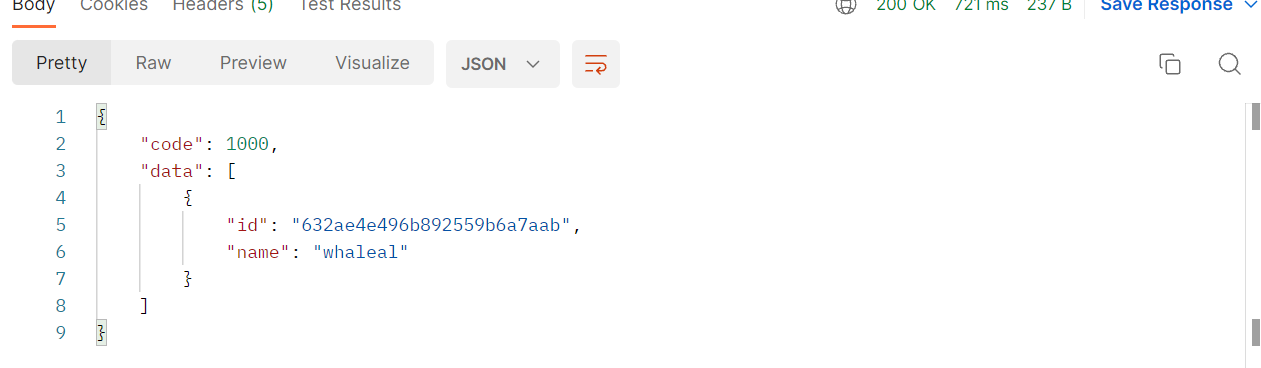 Body Cookies Headers (5) Test Results 200 OK 721 ms 237 B Save Response
Pretty Raw Preview Visualize JSON
1 {
2 "code": 1000,
3 "data": [
4 {
5 "id": "632ae4e496b892559b6a7aab",
6 "name": "whaleal"
7 }
8 ]
9 }